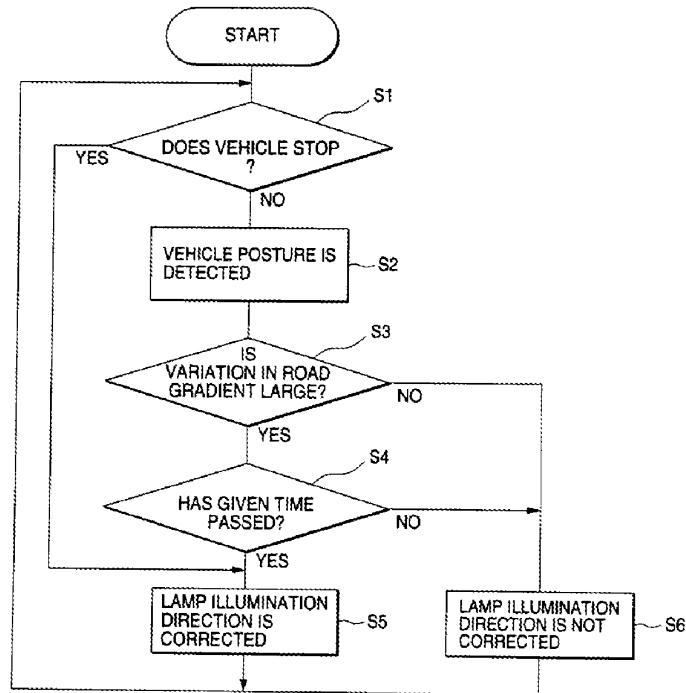 START
S1
DOES VEHICLE STOP
?
YES
NO
VEHICLE POSTURE IS
DETECTED
S2
S3
IS
VARIATION IN ROAD
GRADIENT LARGE?
NO
YES
S4
HAS GIVEN TIME
PASSED?
NO
YES
LAMP ILLUMINATION
DIRECTION IS
CORRECTED
S5
LAMP ILLUMINATION
DIRECTION IS NOT
CORRECTED
S6